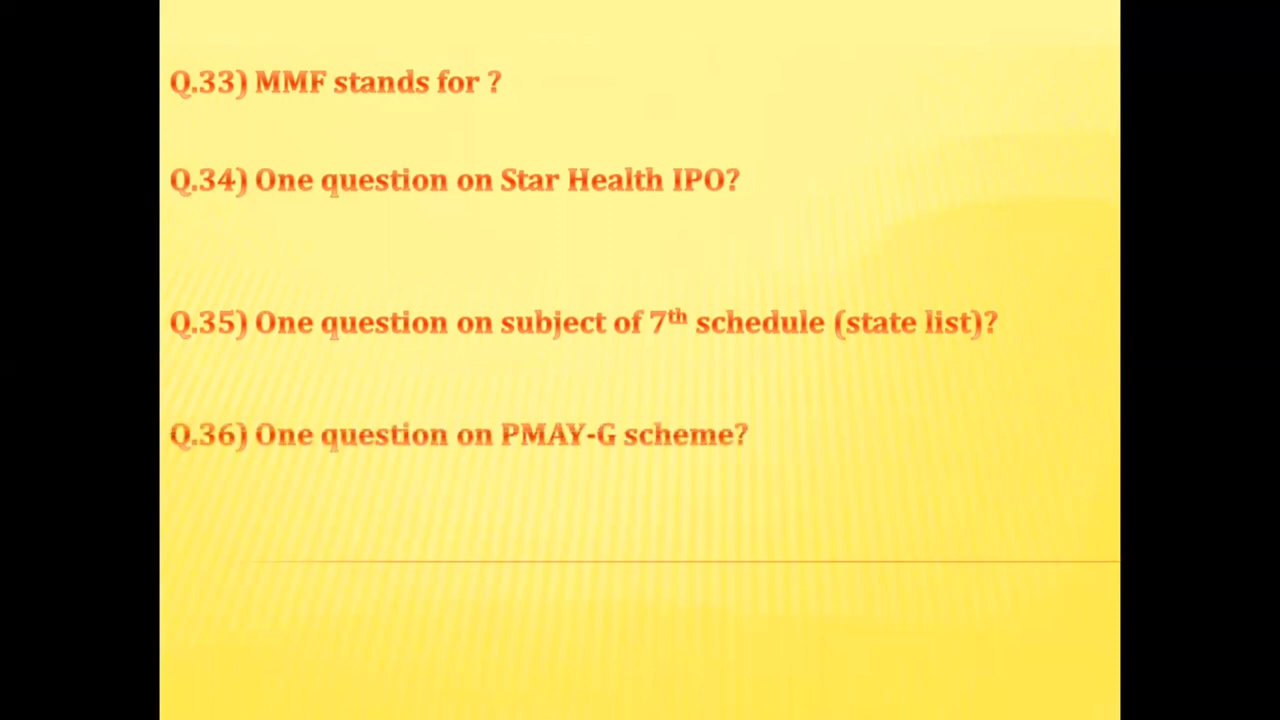 Q.33) MMF stands for ?
Q.34) One question on Star Health IPO?
Q.35) One question on subject of 7th schedule (state list)?
Q.36) One question on PMAY-G scheme?